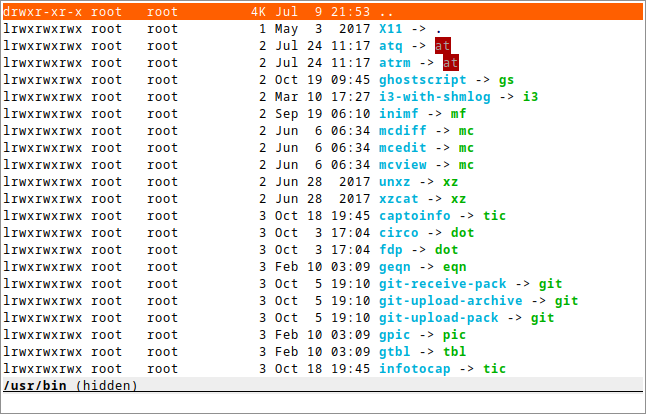 drwxr-xr-x root   root         4K Jul  9 21:53 ..
lrwxrwxrwx root   root          1 May  3  2017 X11 -> .
lrwxrwxrwx root   root          2 Jul 24 11:17 atq -> at
lrwxrwxrwx root   root          2 Jul 24 11:17 atrm -> at
lrwxrwxrwx root   root          2 Oct 19 09:45 ghostscript -> gs
lrwxrwxrwx root   root          2 Mar 10 17:27 i3-with-shmlog -> i3
lrwxrwxrwx root   root          2 Sep 19 06:10 inimf -> mf
lrwxrwxrwx root   root          2 Jun  6 06:34 mcdiff -> mc
lrwxrwxrwx root   root          2 Jun  6 06:34 mcedit -> mc
lrwxrwxrwx root   root          2 Jun  6 06:34 mcview -> mc
lrwxrwxrwx root   root          2 Jun 28  2017 unxz -> xz
lrwxrwxrwx root   root          2 Jun 28  2017 xzcat -> xz
lrwxrwxrwx root   root          3 Oct 18 19:45 captoinfo -> tic
lrwxrwxrwx root   root          3 Oct  3 17:04 circo -> dot
lrwxrwxrwx root   root          3 Oct  3 17:04 fdp -> dot
lrwxrwxrwx root   root          3 Feb 10 03:09 geqn -> eqn
lrwxrwxrwx root   root          3 Oct  5 19:10 git-receive-pack -> git
lrwxrwxrwx root   root          3 Oct  5 19:10 git-upload-archive -> git
lrwxrwxrwx root   root          3 Oct  5 19:10 git-upload-pack -> git
lrwxrwxrwx root   root          3 Feb 10 03:09 gpic -> pic
lrwxrwxrwx root   root          3 Feb 10 03:09 gtbl -> tbl
lrwxrwxrwx root   root          3 Oct 18 19:45 infotocap -> tic
/usr/bin (hidden)